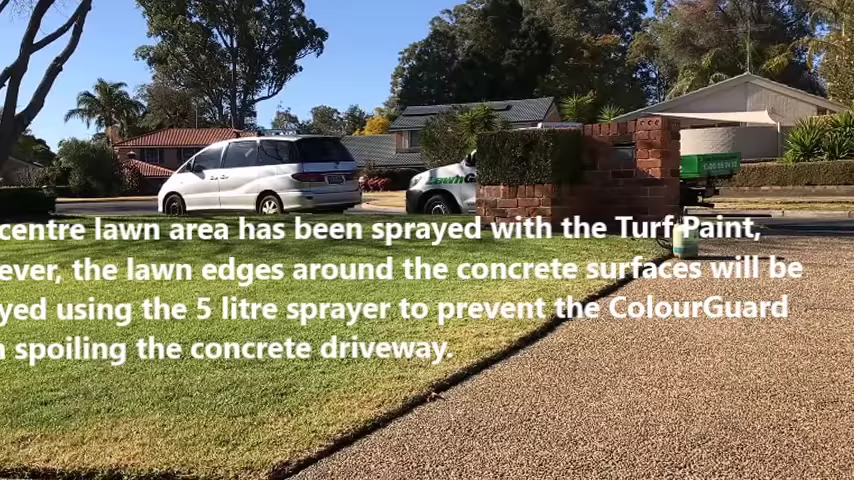 centre lawn area has been sprayed with the Turf Paint,
ever, the lawn edges around the concrete surfaces will be
yed using the 5 litre sprayer to prevent the ColourGuard
spoiling the concrete driveway.